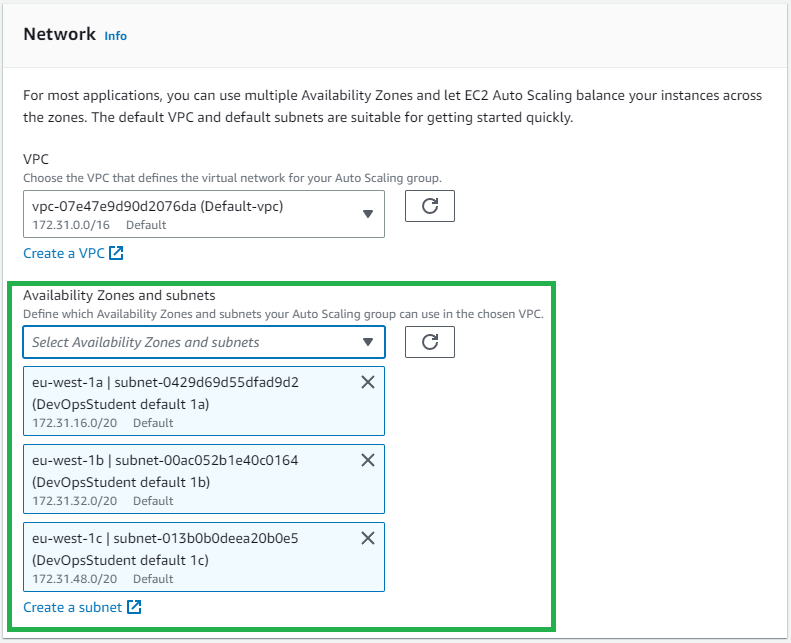 Network Info
For most applications, you can use multiple Availability Zones and let EC2 Auto Scaling balance your instances across
the zones. The default VPC and default subnets are suitable for getting started quickly.
VPC
Choose the VPC that defines the virtual network for your Auto Scaling group.
vpc-07e47e9d90d2076da (Default-vpc)
172.31.0.0/16 Default
Create a VPC
Availability Zones and subnets
Define which Availability Zones and subnets your Auto Scaling group can use in the chosen VPC.
Select Availability Zones and subnets
eu-west-1a | subnet-0429d69d55dfad9d2
(DevOpsStudent default 1a)
172.31.16.0/20 Default
eu-west-1b | subnet-00ac052b1e40c0164
(DevOpsStudent default 1b)
172.31.32.0/20 Default
eu-west-1c | subnet-013b0b0deea20b0e5
(DevOpsStudent default 1c)
172.31.48.0/20 Default
Create a subnet